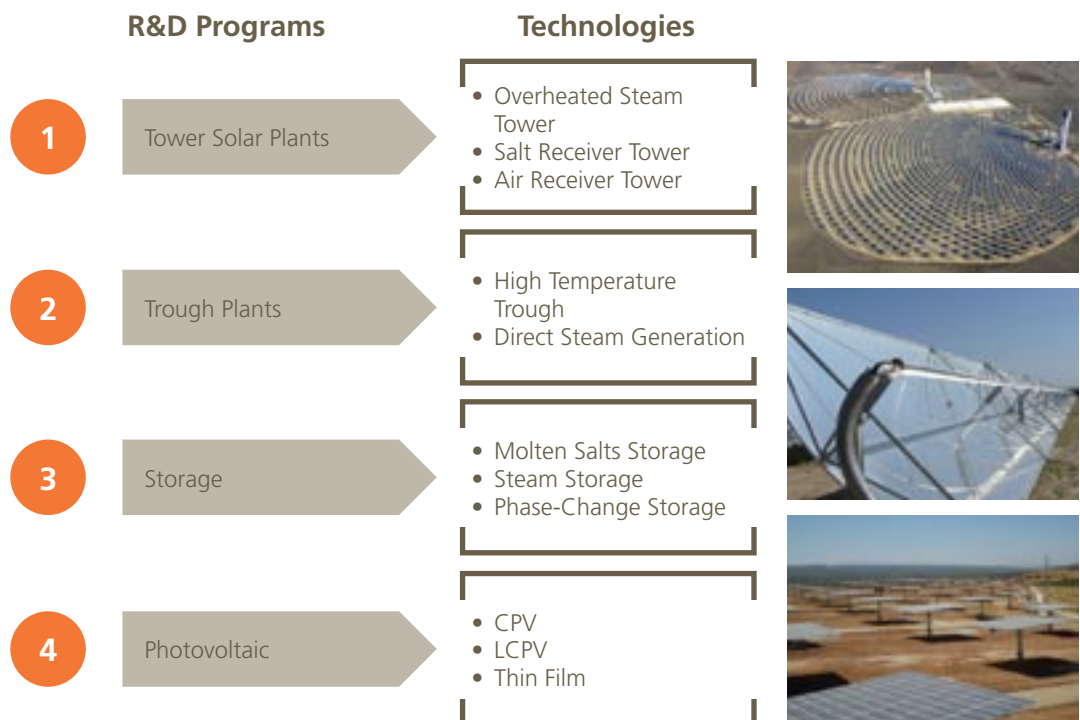 R&D Programs
Technologies
1
Tower Solar Plants
• Overheated Steam
Tower
• Salt Receiver Tower
• Air Receiver Tower
2
Trough Plants
• High Temperature
Trough
• Direct Steam Generation
3
Storage
• Molten Salts Storage
• Steam Storage
• Phase-Change Storage
4
Photovoltaic
• CPV
• LCPV
• Thin Film